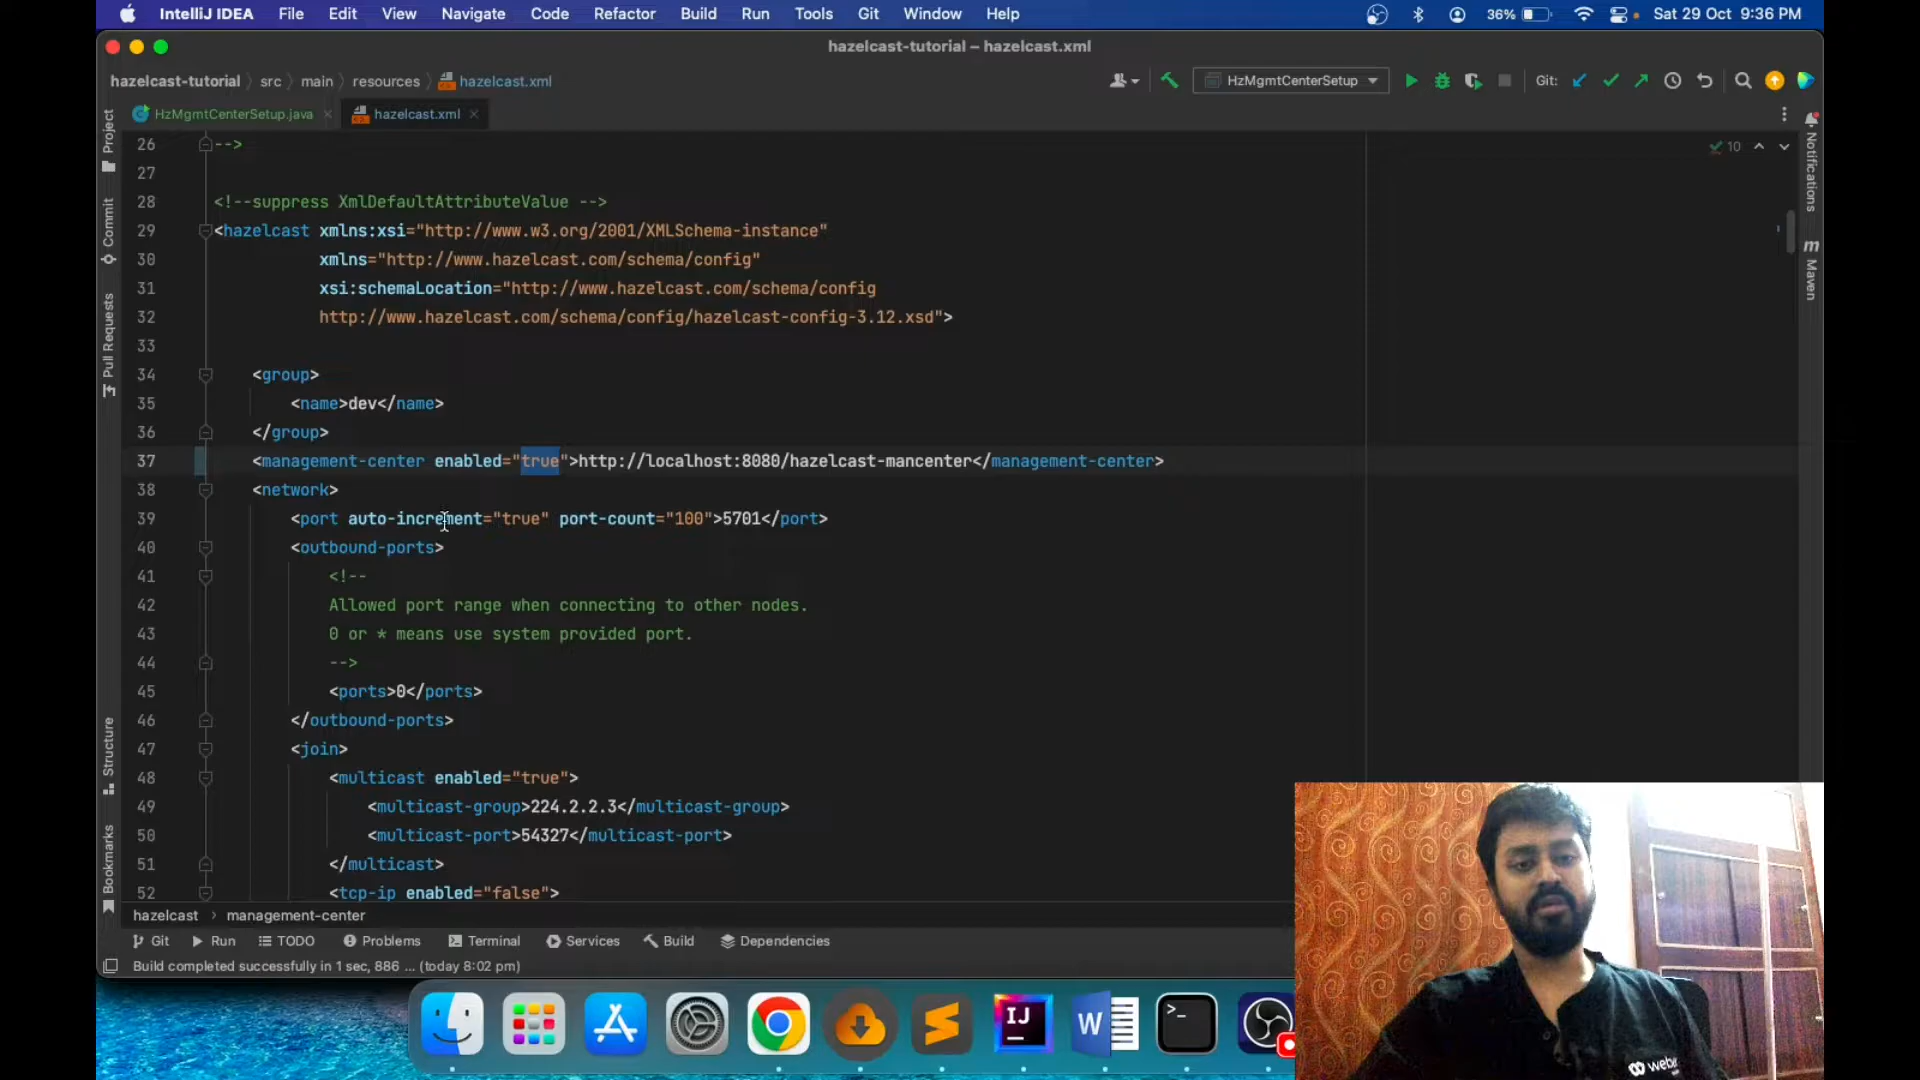 IntelliJ IDEA File Edit View Navigate Code Refactor Build Run Tools Git Window Help 36% Sat 29 Oct 9:36 PM
hazelcast-tutorial – hazelcast.xml
hazelcast-tutorial src main resources hazelcast.xml HzMgmtCenterSetup Git:
HzMgmtCenterSetup.java hazelcast.xml
Project
Commit
Pull Requests
Structure
Bookmarks
Notifications
Maven
10
26 -->
27
28 <!--suppress XmlDefaultAttributeValue -->
29 <hazelcast xmlns:xsi="http://www.w3.org/2001/XMLSchema-instance"
30 xmlns="http://www.hazelcast.com/schema/config"
31 xsi:schemaLocation="http://www.hazelcast.com/schema/config
32 http://www.hazelcast.com/schema/config/hazelcast-config-3.12.xsd">
33
34 <group>
35 <name>dev</name>
36 </group>
37 <management-center enabled="true">http://localhost:8080/hazelcast-mancenter</management-center>
38 <network>
39 <port auto-increment="true" port-count="100">5701</port>
40 <outbound-ports>
41 <!--
42 Allowed port range when connecting to other nodes.
43 0 or * means use system provided port.
44 -->
45 <ports>0</ports>
46 </outbound-ports>
47 <join>
48 <multicast enabled="true">
49 <multicast-group>224.2.2.3</multicast-group>
50 <multicast-port>54327</multicast-port>
51 </multicast>
52 <tcp-ip enabled="false">
hazelcast management-center
Git Run TODO Problems Terminal Services Build Dependencies
Build completed successfully in 1 sec, 886 ... (today 8:02 pm)
IJ
W
>_